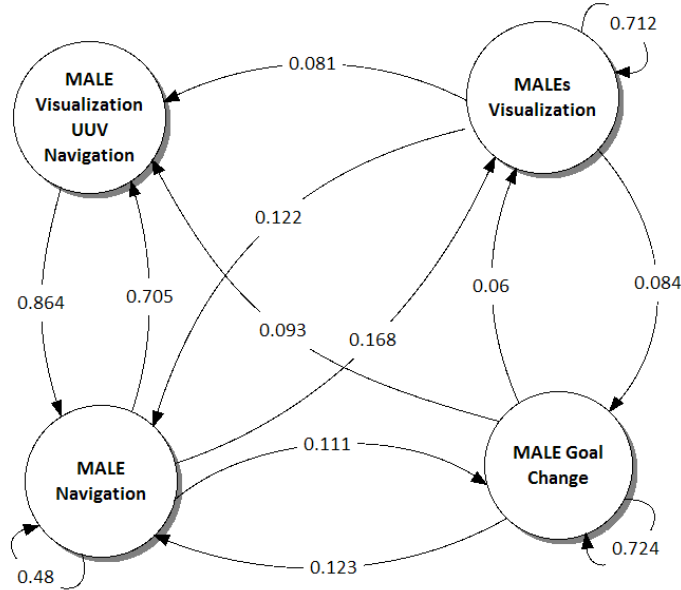 0.712
MALE
Visualization
UUV
Navigation
0.081
MALEs
Visualization
0.122
0.864
0.705
0.06
0.084
0.093
0.168
MALE
Navigation
0.111
MALE Goal
Change
0.48
0.123
0.724